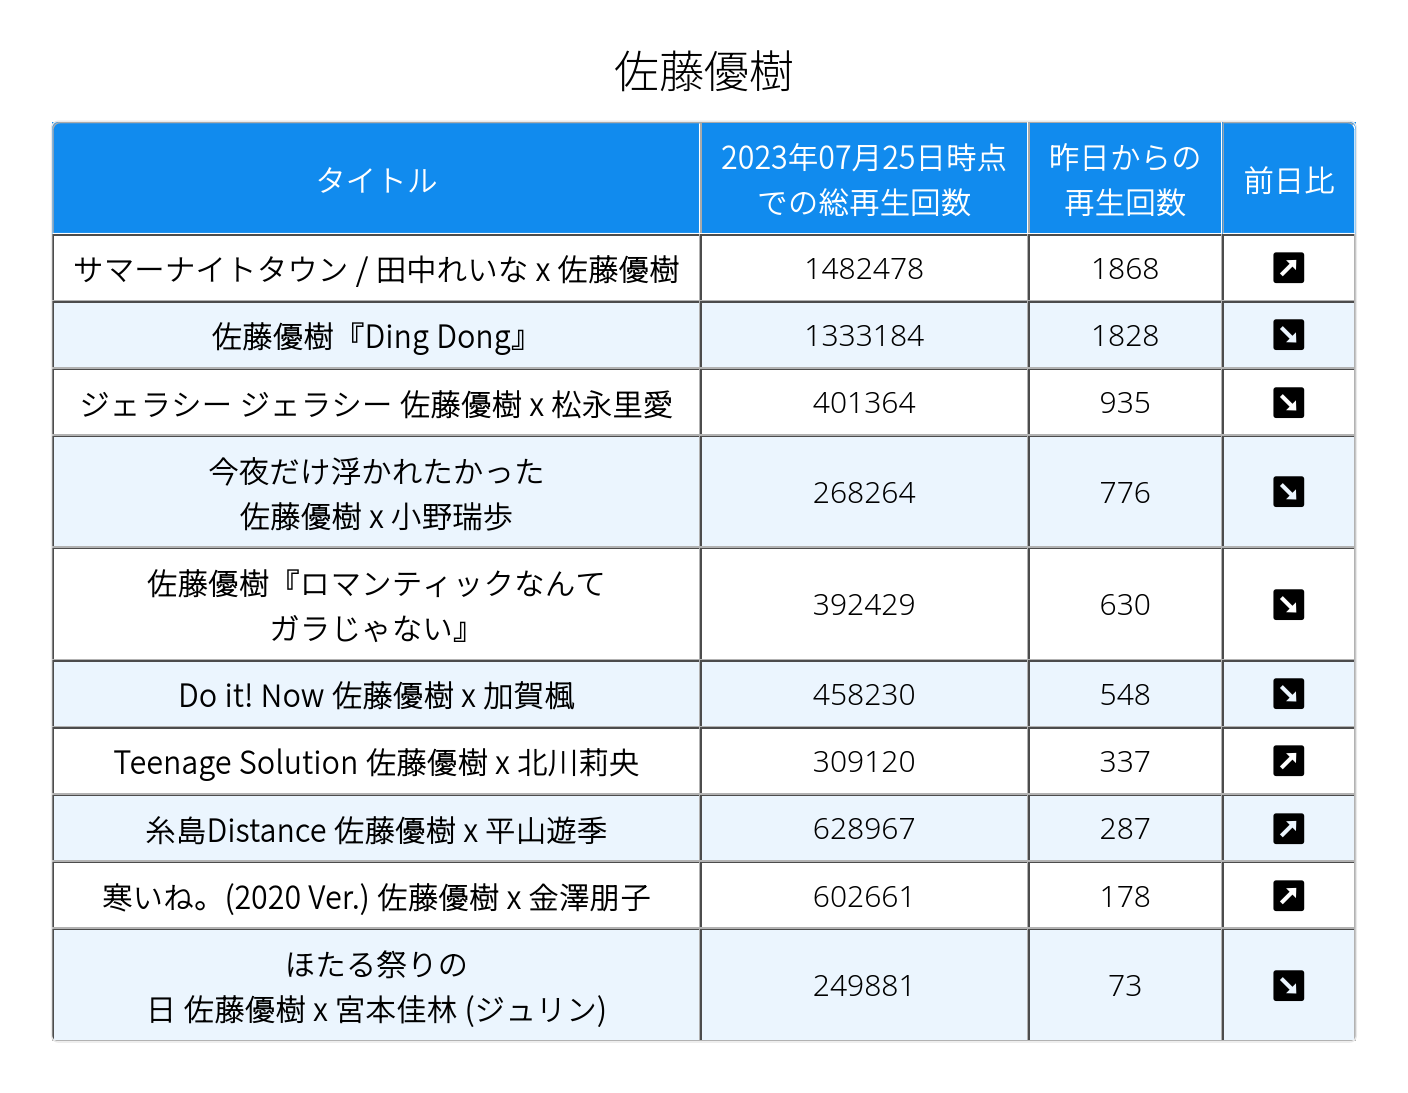 佐藤優樹
タイトル
2023年07月25日時点
での総再生回数
昨日からの
再生回数
前日比
サマーナイトタウン / 田中れいな x 佐藤優樹
1482478
1868
佐藤優樹『Ding Dong』
1333184
1828
ジェラシー ジェラシー 佐藤優樹 x 松永里愛
401364
935
今夜だけ浮かれたかった
佐藤優樹 x 小野瑞歩
268264
776
佐藤優樹『ロマンティックなんて
ガラじゃない』
392429
630
Do it! Now 佐藤優樹 x 加賀楓
458230
548
Teenage Solution 佐藤優樹 x 北川莉央
309120
337
糸島Distance 佐藤優樹 x 平山遊季
628967
287
寒いね。(2020 Ver.) 佐藤優樹 x 金澤朋子
602661
178
ほたる祭りの
日 佐藤優樹 x 宮本佳林 (ジュリン)
249881
73